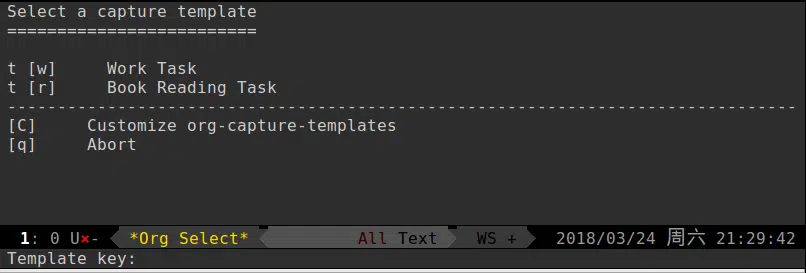 Select a capture template
=========================
t [w]     Work Task
t [r]     Book Reading Task
-------------------------------------------------------------------------------
[C]     Customize org-capture-templates
[q]     Abort
1: 0 U×- *Org Select* All Text WS + 2018/03/24 周六 21:29:42
Template key: